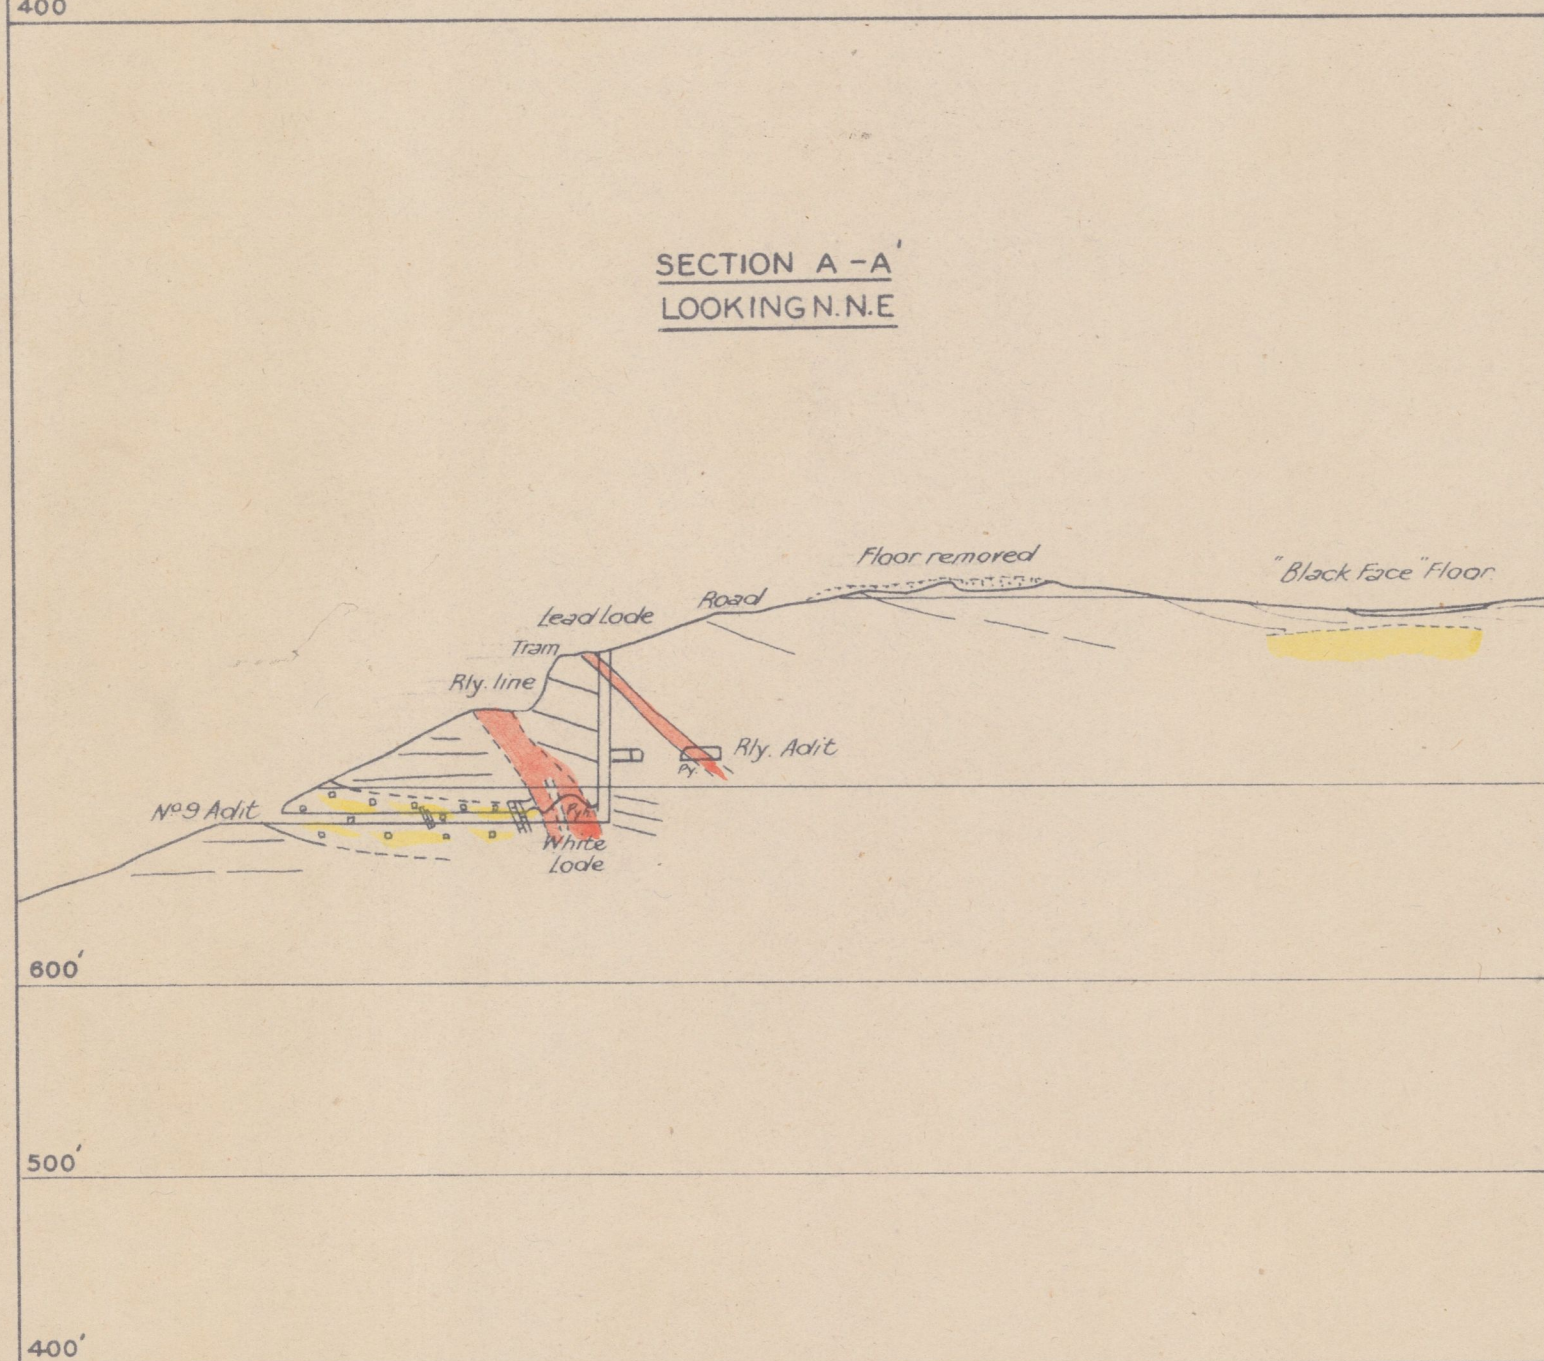 400
SECTION A - A'
LOOKING N.N.E
Floor removed
"Black Face" Floor
Road
Lead Lode
Tram
Rly. line
Rly. Adit
Py.
Nº 9 Adit
Pyh
White
Lode
600'
500'
400'